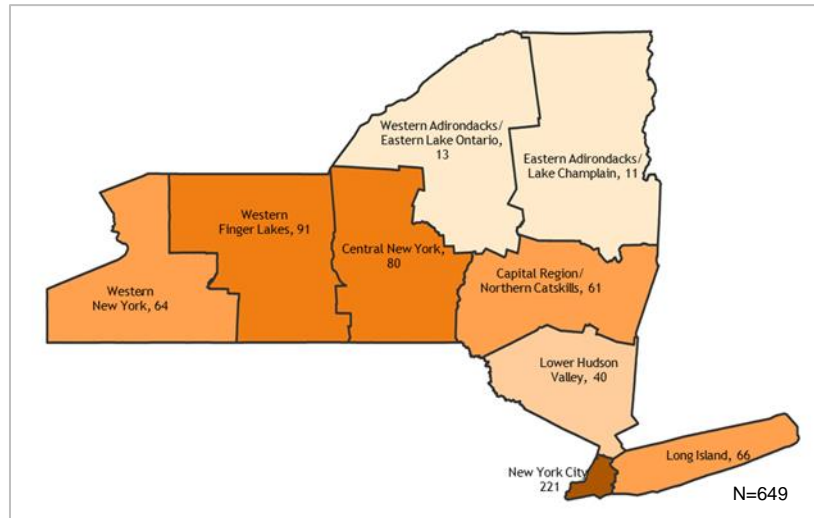 Western Adirondacks/
Eastern Lake Ontario,
13
Eastern Adirondacks/
Lake Champlain, 11
Western
Finger Lakes, 91
Central New York,
80
Capital Region/
Northern Catskills, 61
Western
New York, 64
Lower Hudson
Valley, 40
Long Island, 66
New York City
221
N=649